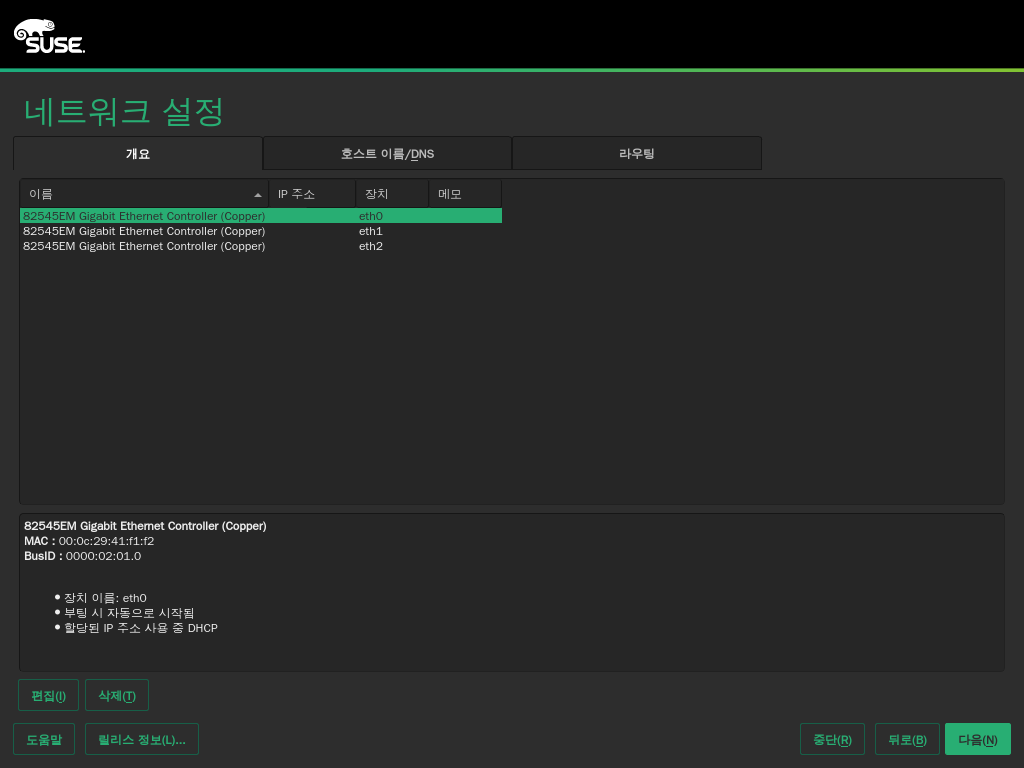 SUSE.
네트워크 설정
개요 호스트 이름/DNS 라우팅
이름 IP 주소 장치 메모
82545EM Gigabit Ethernet Controller (Copper) eth0
82545EM Gigabit Ethernet Controller (Copper) eth1
82545EM Gigabit Ethernet Controller (Copper) eth2
82545EM Gigabit Ethernet Controller (Copper)
MAC : 00:0c:29:41:f1:f2
BusID : 0000:02:01.0
• 장치 이름: eth0
• 부팅 시 자동으로 시작됨
• 할당된 IP 주소 사용 중 DHCP
편집(I) 삭제(T)
도움말 릴리스 정보(L)... 중단(R) 뒤로(B) 다음(N)